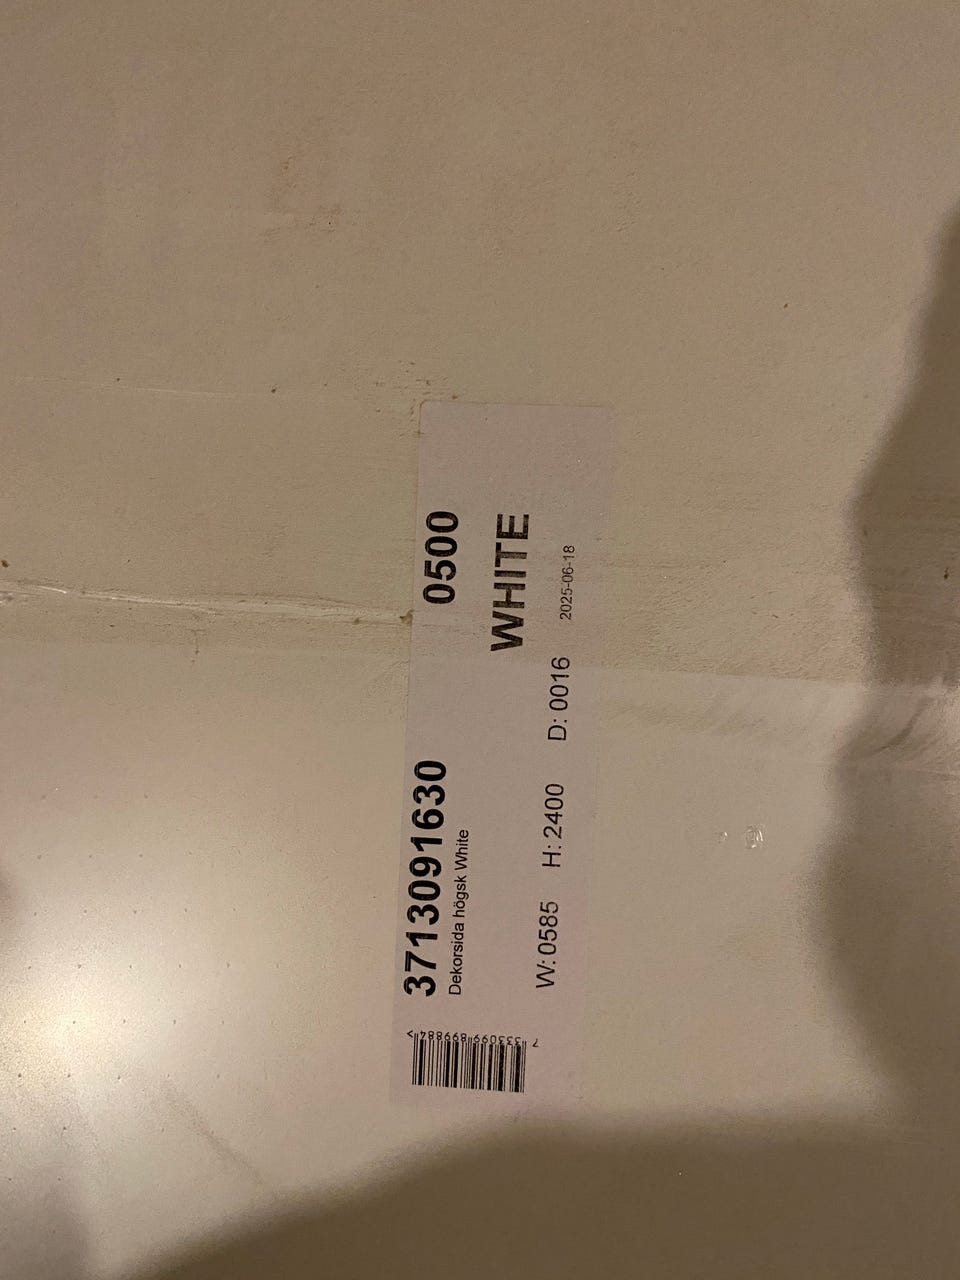 3713091630 0500
Dekorsida högsk White
WHITE
W: 0585 H: 2400 D: 0016 2025-06-18